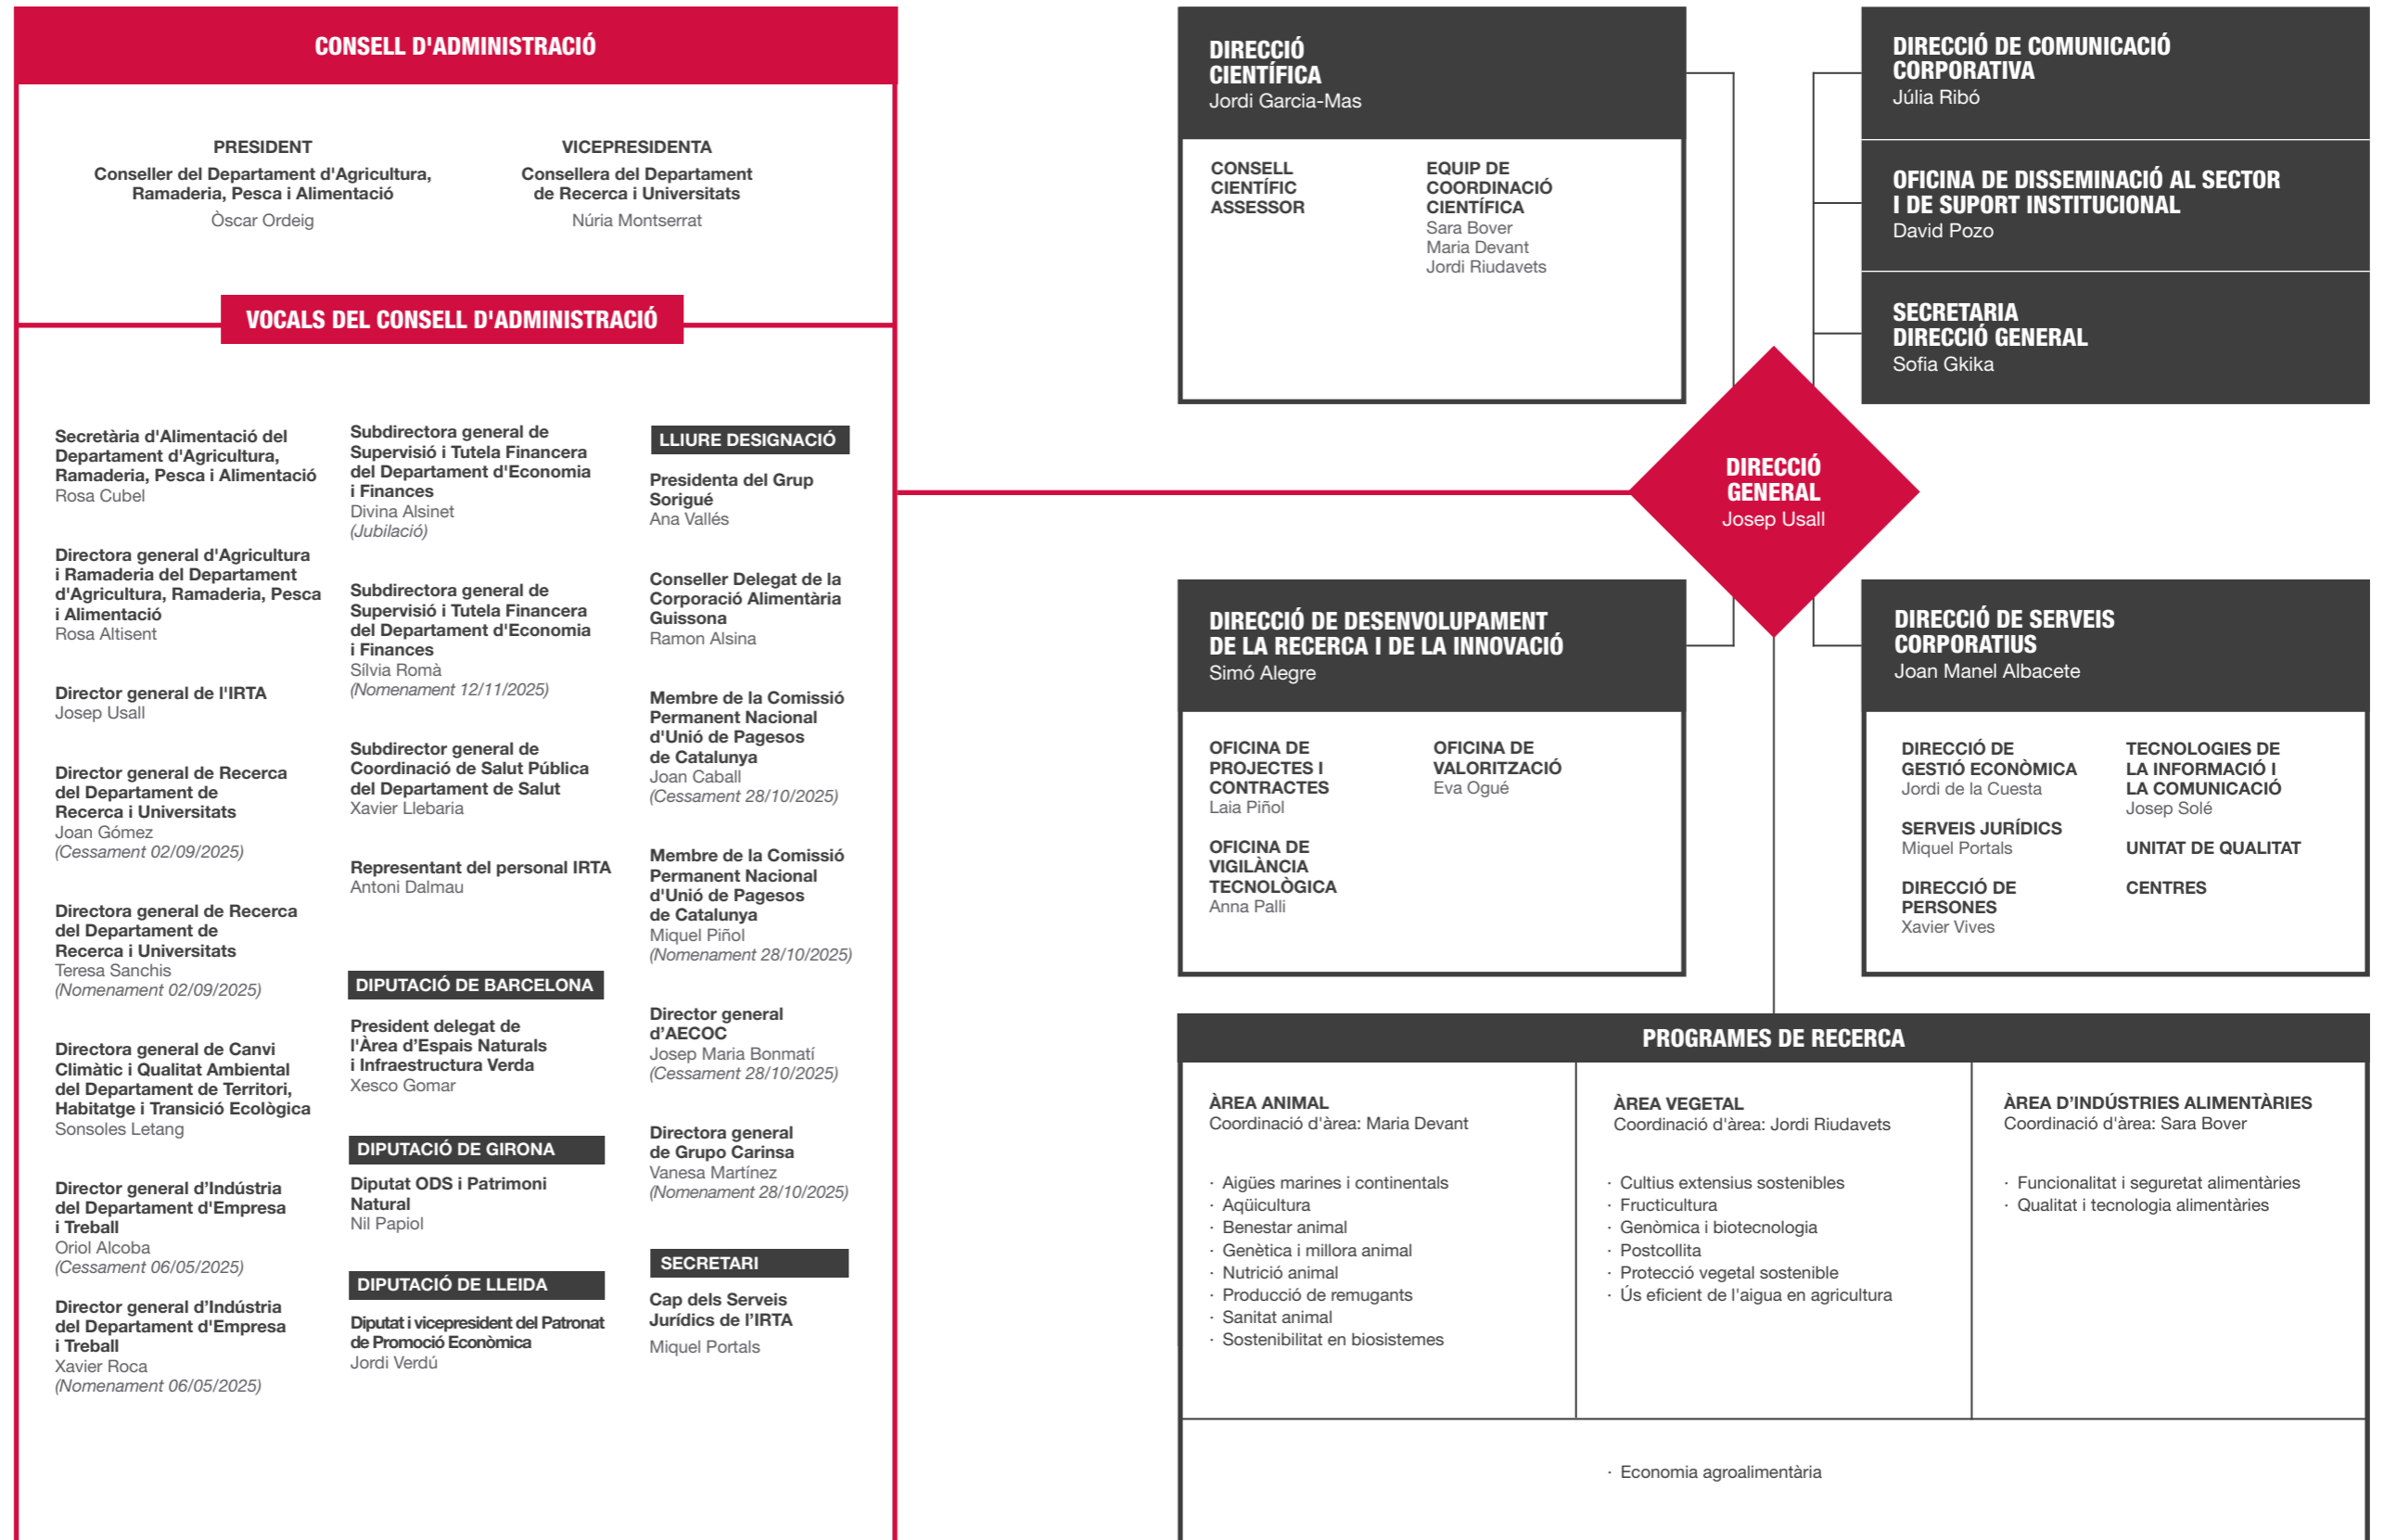 CONSELL D'ADMINISTRACIÓ
PRESIDENT
Conseller del Departament d'Agricultura,
Ramaderia, Pesca i Alimentació
Òscar Ordeig
VICEPRESIDENTA
Consellera del Departament
de Recerca i Universitats
Núria Montserrat
VOCALS DEL CONSELL D'ADMINISTRACIÓ
Secretària d'Alimentació del
Departament d'Agricultura,
Ramaderia, Pesca i Alimentació
Rosa Cubel
Directora general d'Agricultura
i Ramaderia del Departament
d'Agricultura, Ramaderia, Pesca
i Alimentació
Rosa Altisent
Director general de l'IRTA
Josep Usall
Director general de Recerca
del Departament de
Recerca i Universitats
Joan Gómez
(Cessament 02/09/2025)
Directora general de Recerca
del Departament de
Recerca i Universitats
Teresa Sanchis
(Nomenament 02/09/2025)
Directora general de Canvi
Climàtic i Qualitat Ambiental
del Departament de Territori,
Habitatge i Transició Ecològica
Sonsoles Letang
Director general d’Indústria
del Departament d'Empresa
i Treball
Oriol Alcoba
(Cessament 06/05/2025)
Director general d’Indústria
del Departament d'Empresa
i Treball
Xavier Roca
(Nomenament 06/05/2025)
Subdirectora general de
Supervisió i Tutela Financera
del Departament d'Economia
i Finances
Divina Alsinet
(Jubilació)
Subdirectora general de
Supervisió i Tutela Financera
del Departament d'Economia
i Finances
Sílvia Romà
(Nomenament 12/11/2025)
Subdirector general de
Coordinació de Salut Pública
del Departament de Salut
Xavier Llebaria
Representant del personal IRTA
Antoni Dalmau
DIPUTACIÓ DE BARCELONA
President delegat de
l'Àrea d’Espais Naturals
i Infraestructura Verda
Xesco Gomar
DIPUTACIÓ DE GIRONA
Diputat ODS i Patrimoni
Natural
Nil Papiol
DIPUTACIÓ DE LLEIDA
Diputat i vicepresident del Patronat
de Promoció Econòmica
Jordi Verdú
LLIURE DESIGNACIÓ
Presidenta del Grup
Sorigué
Ana Vallés
Conseller Delegat de la
Corporació Alimentària
Guissona
Ramon Alsina
Membre de la Comissió
Permanent Nacional
d'Unió de Pagesos
de Catalunya
Joan Caball
(Cessament 28/10/2025)
Membre de la Comissió
Permanent Nacional
d'Unió de Pagesos
de Catalunya
Miquel Piñol
(Nomenament 28/10/2025)
Director general
d’AECOC
Josep Maria Bonmatí
(Cessament 28/10/2025)
Directora general
de Grupo Carinsa
Vanesa Martínez
(Nomenament 28/10/2025)
SECRETARI
Cap dels Serveis
Jurídics de l’IRTA
Miquel Portals
DIRECCIÓ
CIENTÍFICA
Jordi Garcia-Mas
CONSELL
CIENTÍFIC
ASSESSOR
EQUIP DE
COORDINACIÓ
CIENTÍFICA
Sara Bover
Maria Devant
Jordi Riudavets
DIRECCIÓ DE COMUNICACIÓ
CORPORATIVA
Júlia Ribó
OFICINA DE DISSEMINACIÓ AL SECTOR
I DE SUPORT INSTITUCIONAL
David Pozo
SECRETARIA
DIRECCIÓ GENERAL
Sofia Gkika
DIRECCIÓ
GENERAL
Josep Usall
DIRECCIÓ DE DESENVOLUPAMENT
DE LA RECERCA I DE LA INNOVACIÓ
Simó Alegre
OFICINA DE
PROJECTES I
CONTRACTES
Laia Piñol
OFICINA DE
VIGILÀNCIA
TECNOLÒGICA
Anna Palli
OFICINA DE
VALORITZACIÓ
Eva Ogué
DIRECCIÓ DE SERVEIS
CORPORATIUS
Joan Manel Albacete
DIRECCIÓ DE
GESTIÓ ECONÒMICA
Jordi de la Cuesta
SERVEIS JURÍDICS
Miquel Portals
DIRECCIÓ DE
PERSONES
Xavier Vives
TECNOLOGIES DE
LA INFORMACIÓ I
LA COMUNICACIÓ
Josep Solé
UNITAT DE QUALITAT
CENTRES
PROGRAMES DE RECERCA
ÀREA ANIMAL
Coordinació d'àrea: Maria Devant
· Aigües marines i continentals
· Aqüicultura
· Benestar animal
· Genètica i millora animal
· Nutrició animal
· Producció de remugants
· Sanitat animal
· Sostenibilitat en biosistemes
ÀREA VEGETAL
Coordinació d'àrea: Jordi Riudavets
· Cultius extensius sostenibles
· Fructicultura
· Genòmica i biotecnologia
· Postcollita
· Protecció vegetal sostenible
· Ús eficient de l'aigua en agricultura
ÀREA D’INDÚSTRIES ALIMENTÀRIES
Coordinació d'àrea: Sara Bover
· Funcionalitat i seguretat alimentàries
· Qualitat i tecnologia alimentàries
· Economia agroalimentària